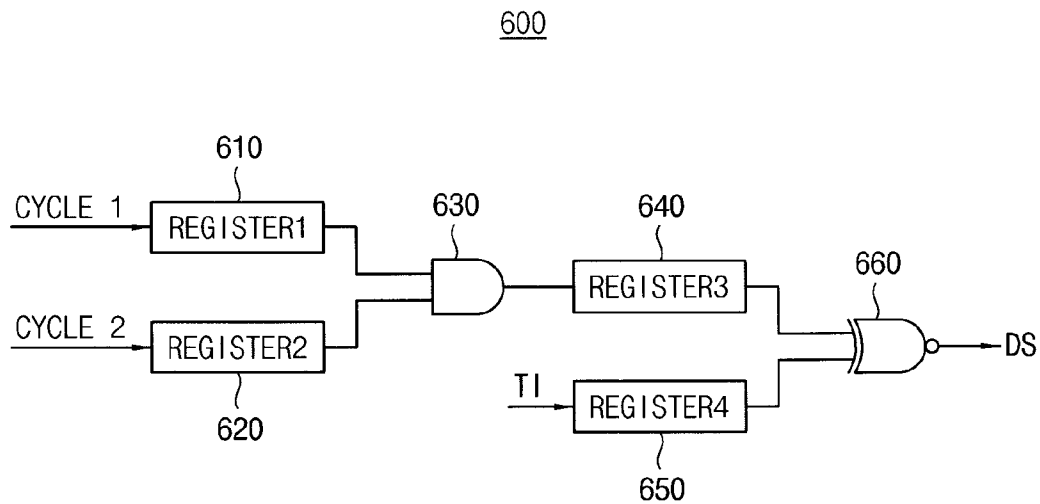 600
610
CYCLE 1
REGISTER1
630
640
REGISTER3
660
CYCLE 2
REGISTER2
620
DS
TI
REGISTER4
650